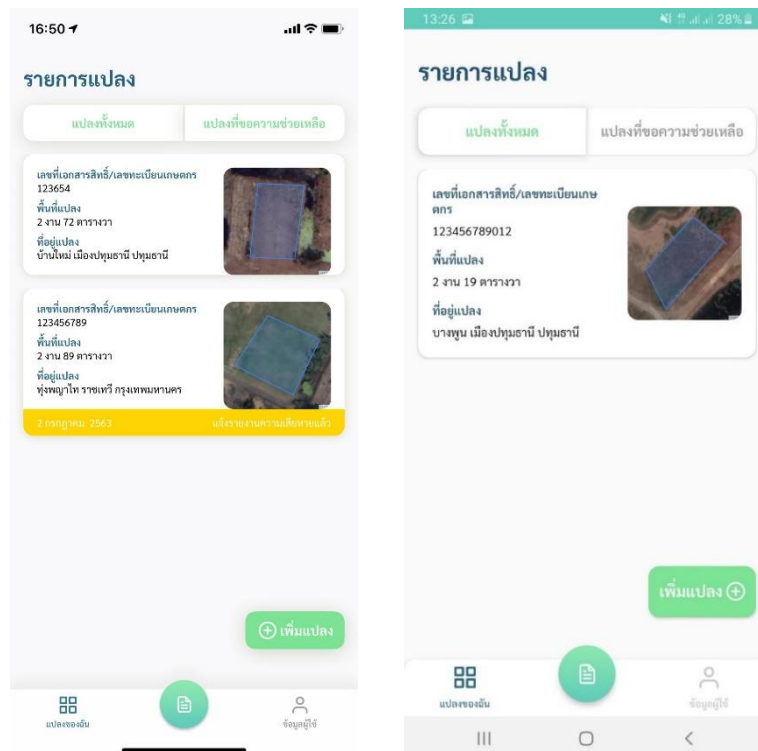 16:50
รายการแปลง
แปลงทั้งหมด แปลงที่ขอความช่วยเหลือ
เลขที่เอกสารสิทธิ์/เลขทะเบียนเกษตกร
123654
พื้นที่แปลง
2 งาน 72 ตารางวา
ที่อยู่แปลง
บ้านใหม่ เมืองปทุมธานี ปทุมธานี
เลขที่เอกสารสิทธิ์/เลขทะเบียนเกษตกร
123456789
พื้นที่แปลง
2 งาน 89 ตารางวา
ที่อยู่แปลง
ทุ่งพญาไท ราชเทวี กรุงเทพมหานคร
2 กรกฎาคม 2563 แจ้งรายงานความเสียหายแล้ว
เพิ่มแปลง
แปลงของฉัน ข้อมูลผู้ใช้
13:26 28%
รายการแปลง
แปลงทั้งหมด แปลงที่ขอความช่วยเหลือ
เลขที่เอกสารสิทธิ์/เลขทะเบียนเกษ
ตกร
123456789012
พื้นที่แปลง
2 งาน 19 ตารางวา
ที่อยู่แปลง
บางพูน เมืองปทุมธานี ปทุมธานี
เพิ่มแปลง
แปลงของฉัน ข้อมูลผู้ใช้